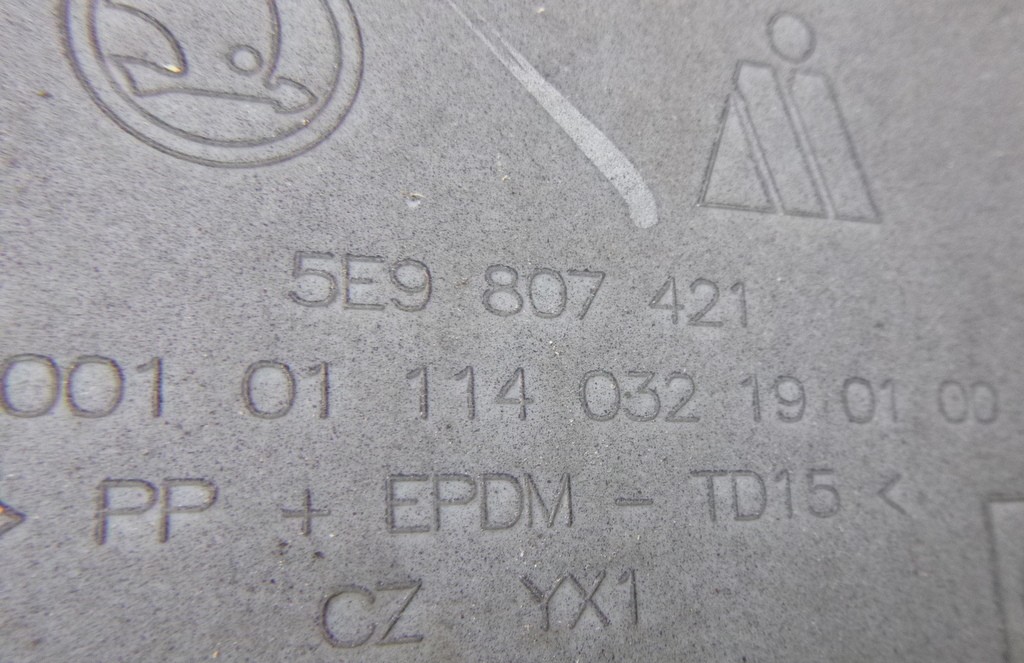 5E9 807 421
001 01 114 032 19 01 00
> PP + EPDM - TD15 <
CZ YX1